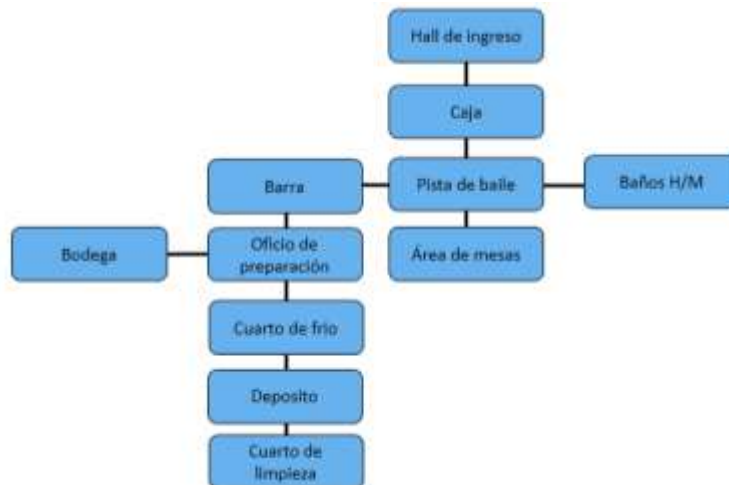 Hall de ingreso
Caja
Barra
Pista de baile
Baños H/M
Bodega
Oficio de
preparación
Área de mesas
Cuarto de frio
Deposito
Cuarto de
limpieza